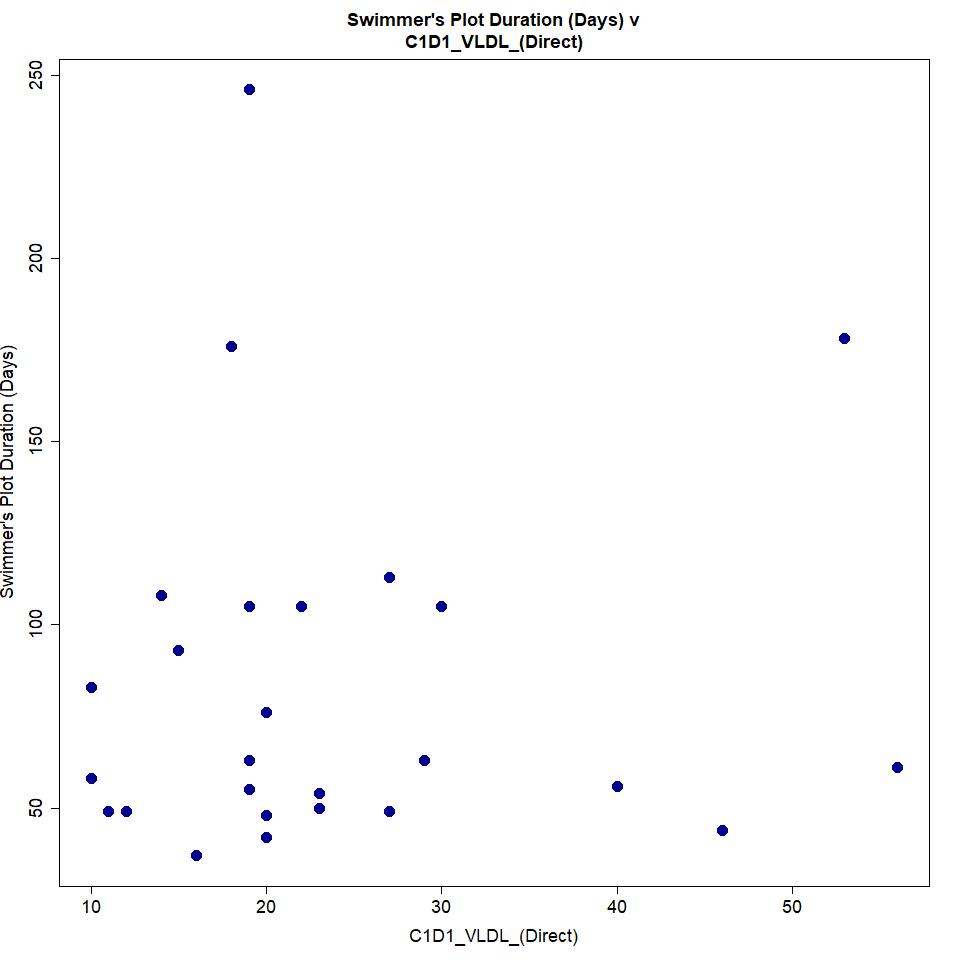 Swimmer's Plot Duration (Days) v
C1D1_VLDL_(Direct)
250
200
150
100
50
Swimmer's Plot Duration (Days)
10 20 30 40 50
C1D1_VLDL_(Direct)